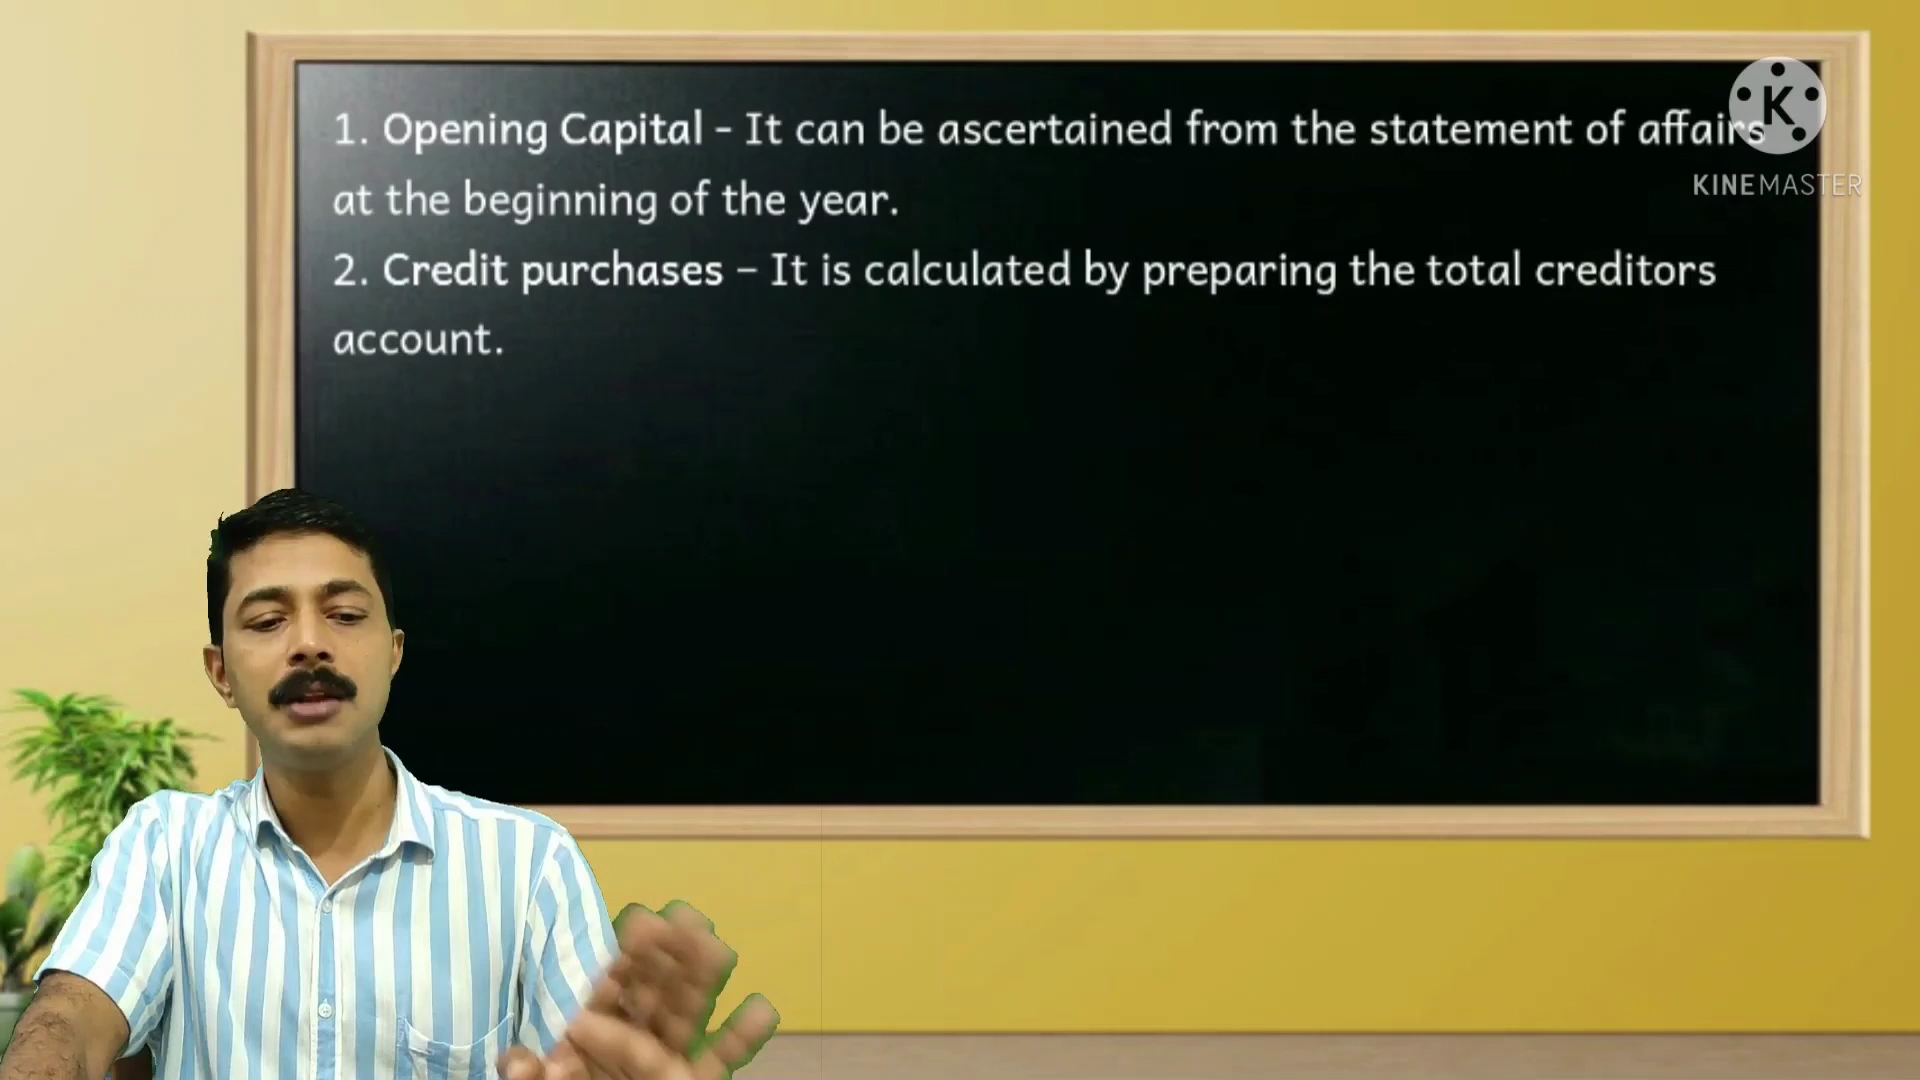 1. Opening Capital - It can be ascertained from the statement of affairs
at the beginning of the year.
2. Credit purchases – It is calculated by preparing the total creditors
account.
K
KINEMASTER